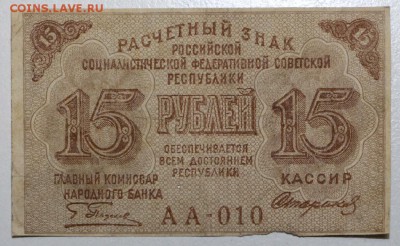 COINS.LAVE.RU
15 РАСЧЕТНЫЙ ЗНАК 15
РОССИЙСКОЙ
СОЦИАЛИСТИЧЕСКОЙ ФЕДЕРАТИВНОЙ СОВЕТСКОЙ
РЕСПУБЛИКИ
15 РУБЛЕЙ 15
ОБЕСПЕЧИВАЕТСЯ
ВСЕМ ДОСТОЯНИЕМ
РЕСПУБЛИКИ
ГЛАВНЫЙ КОМИССАР
НАРОДНОГО БАНКА
КАССИР
АА-010